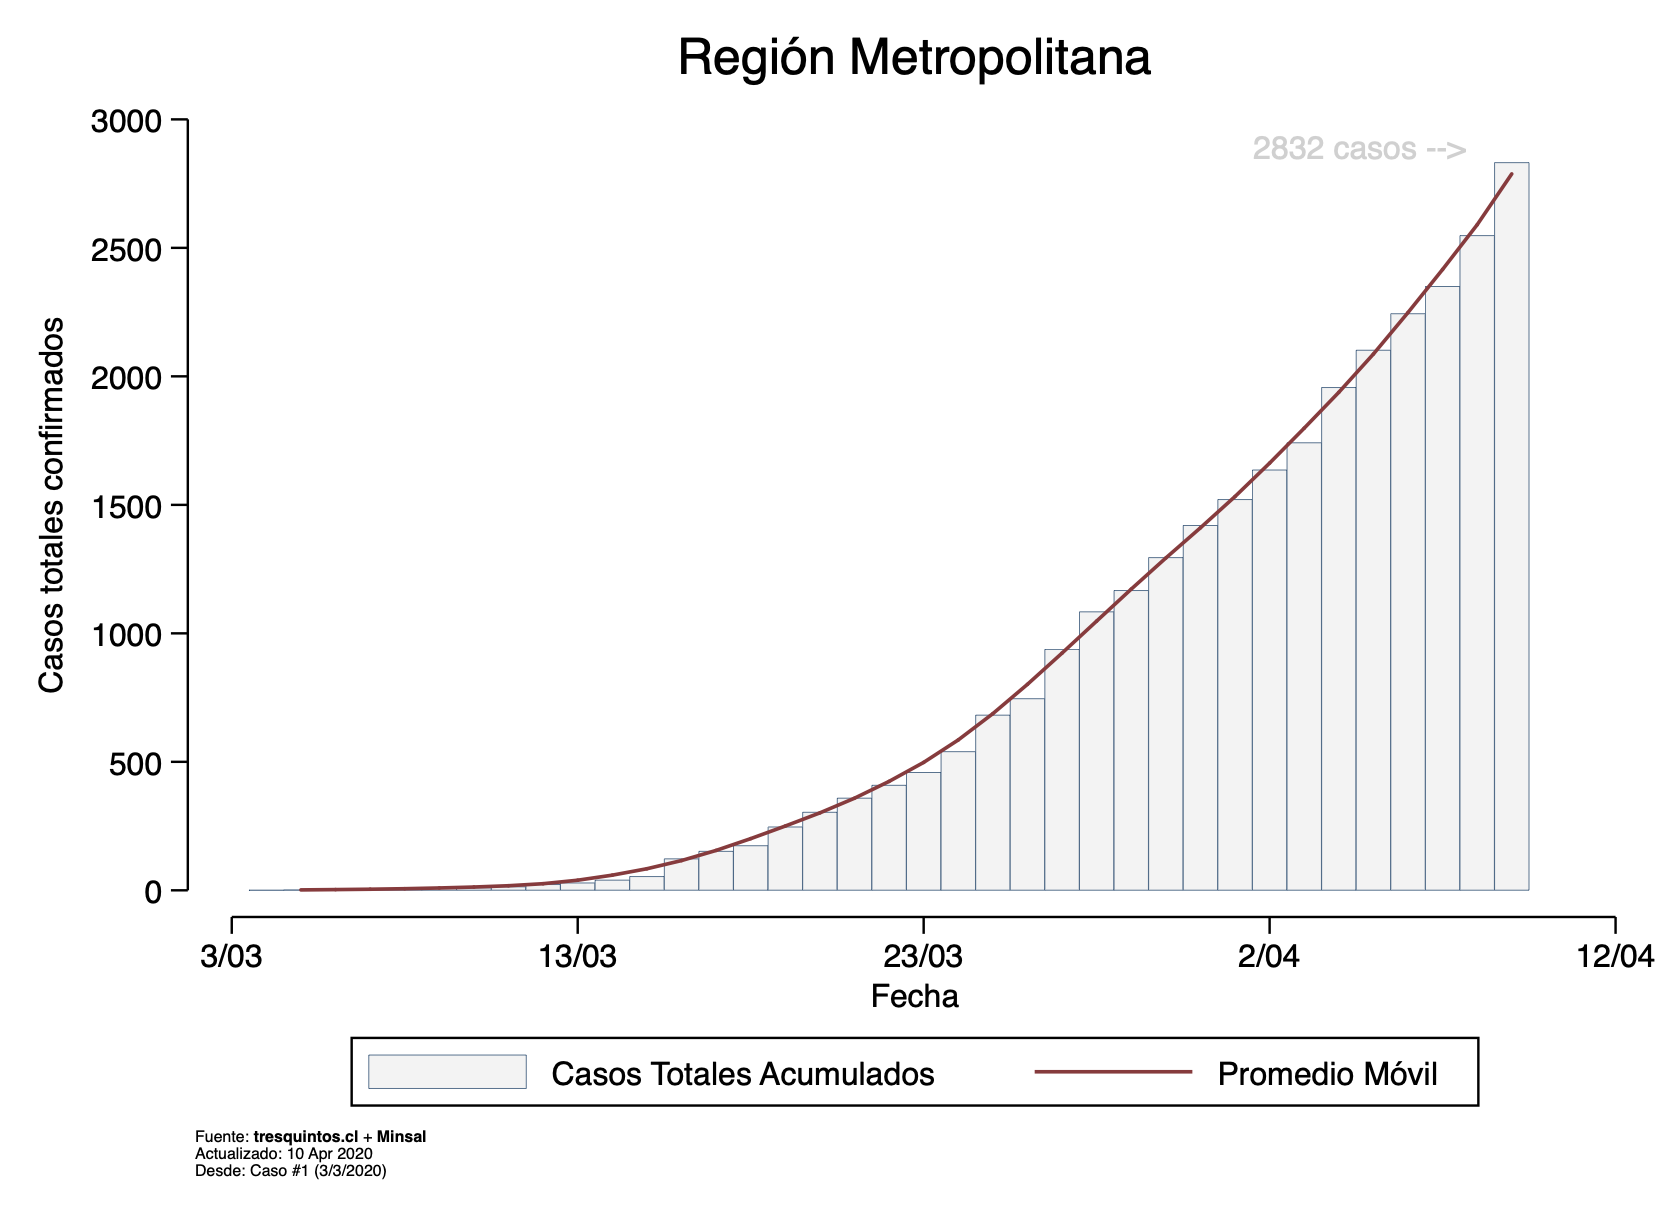 Región Metropolitana
2832 casos -->
3000
2500
2000
1500
1000
500
0
Casos totales confirmados
3/03
13/03
23/03
2/04
12/04
Fecha
Casos Totales Acumulados
Promedio Móvil
Fuente: tresquintos.cl + Minsal
Actualizado: 10 Apr 2020
Desde: Caso #1 (3/3/2020)